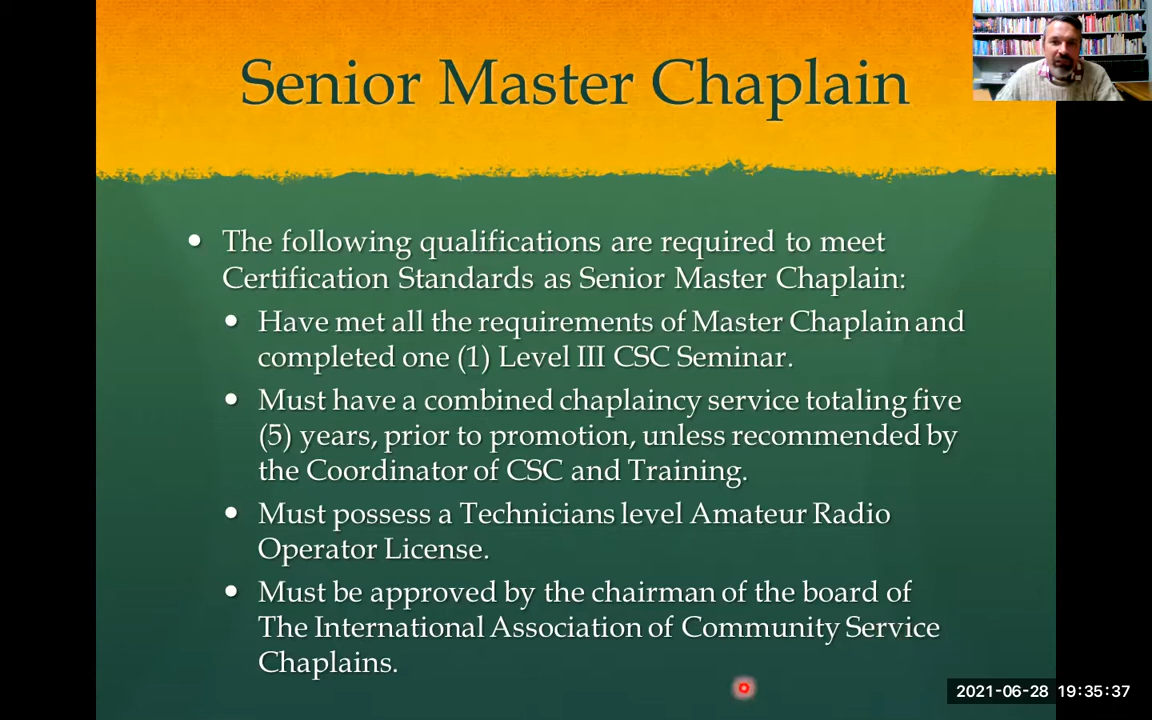 Senior Master Chaplain
• The following qualifications are required to meet
Certification Standards as Senior Master Chaplain:
• Have met all the requirements of Master Chaplain and
completed one (1) Level III CSC Seminar.
• Must have a combined chaplaincy service totaling five
(5) years, prior to promotion, unless recommended by
the Coordinator of CSC and Training.
• Must possess a Technicians level Amateur Radio
Operator License.
• Must be approved by the chairman of the board of
The International Association of Community Service
Chaplains.
2021-06-28 19:35:37